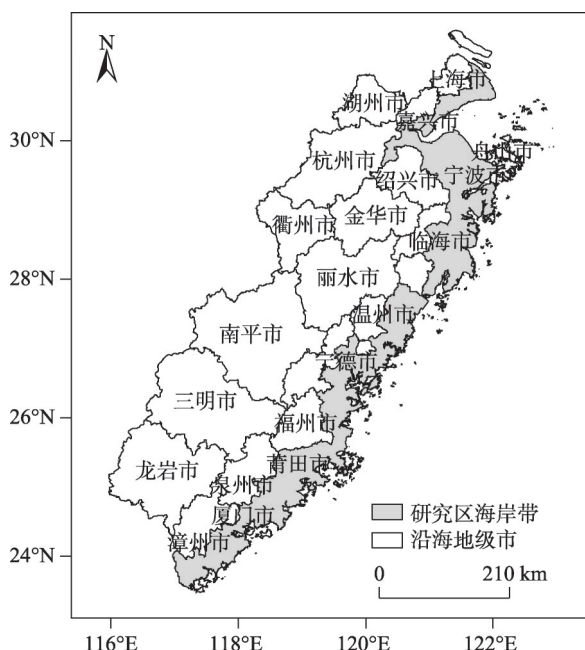 N
上海市
湖州市
嘉兴市
30°N
舟山市
杭州市
宁波市
绍兴市
金华市
衢州市
临海市
28°N
丽水市
温州市
南平市
宁德市
三明市
26°N
福州市
莆田市
龙岩市
泉州市
厦门市
漳州市
24°N
研究区海岸带
沿海地级市
0 210 km
116°E 118°E 120°E 122°E